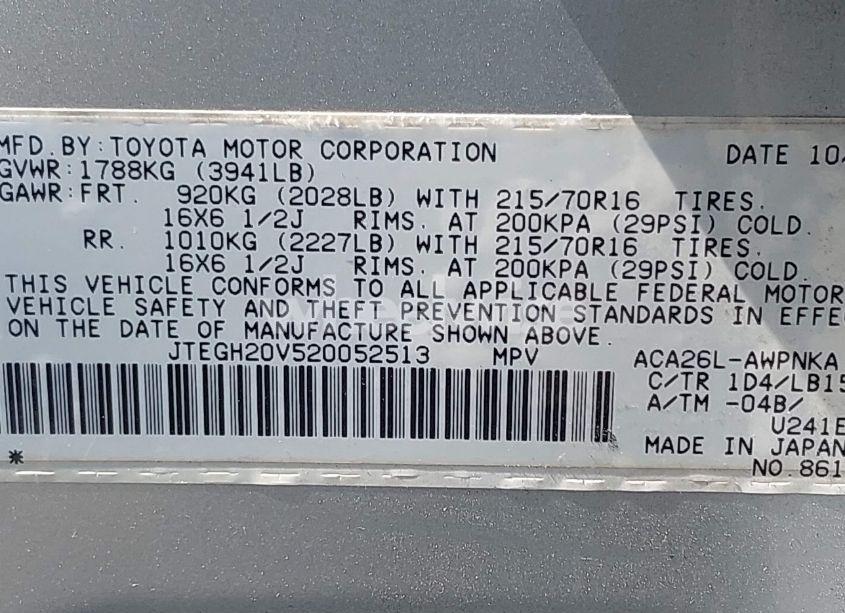 MFD. BY: TOYOTA MOTOR CORPORATION DATE 10/
GVWR: 1788KG (3941LB)
GAWR: FRT. 920KG (2028LB) WITH 215/70R16 TIRES.
16X6 1/2J RIMS. AT 200KPA (29PSI) COLD.
RR. 1010KG (2227LB) WITH 215/70R16 TIRES.
16X6 1/2J RIMS. AT 200KPA (29PSI) COLD.
THIS VEHICLE CONFORMS TO ALL APPLICABLE FEDERAL MOTOR
VEHICLE SAFETY AND THEFT PREVENTION STANDARDS IN EFFE
ON THE DATE OF MANUFACTURE SHOWN ABOVE.
JTEGH20V520052513 MPV ACA26L-AWPNKA
C/TR 1D4/LB15
A/TM -04B/
U241E
MADE IN JAPAN
* NO.861